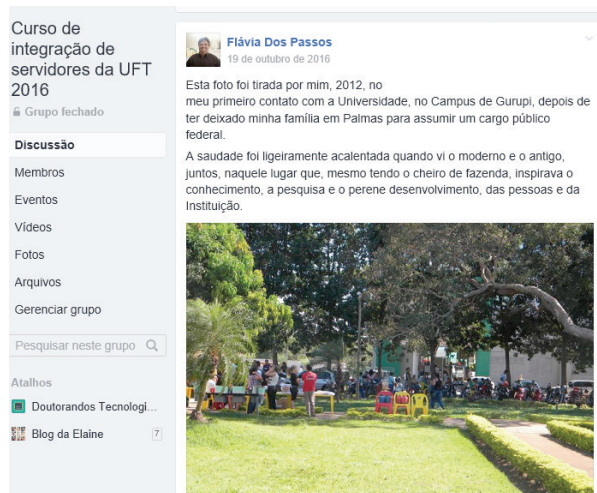 Curso de
integração de
servidores da UFT
2016
Grupo fechado
Discussão
Membros
Eventos
Vídeos
Fotos
Arquivos
Gerenciar grupo
Pesquisar neste grupo
Atalhos
Doutorandos Tecnologi...
Blog da Elaine 7
Flávia Dos Passos
19 de outubro de 2016
Esta foto foi tirada por mim, 2012, no
meu primeiro contato com a Universidade, no Campus de Gurupi, depois de
ter deixado minha família em Palmas para assumir um cargo público
federal.
A saudade foi ligeiramente acalentada quando vi o moderno e o antigo,
juntos, naquele lugar que, mesmo tendo o cheiro de fazenda, inspirava o
conhecimento, a pesquisa e o perene desenvolvimento, das pessoas e da
Instituição.